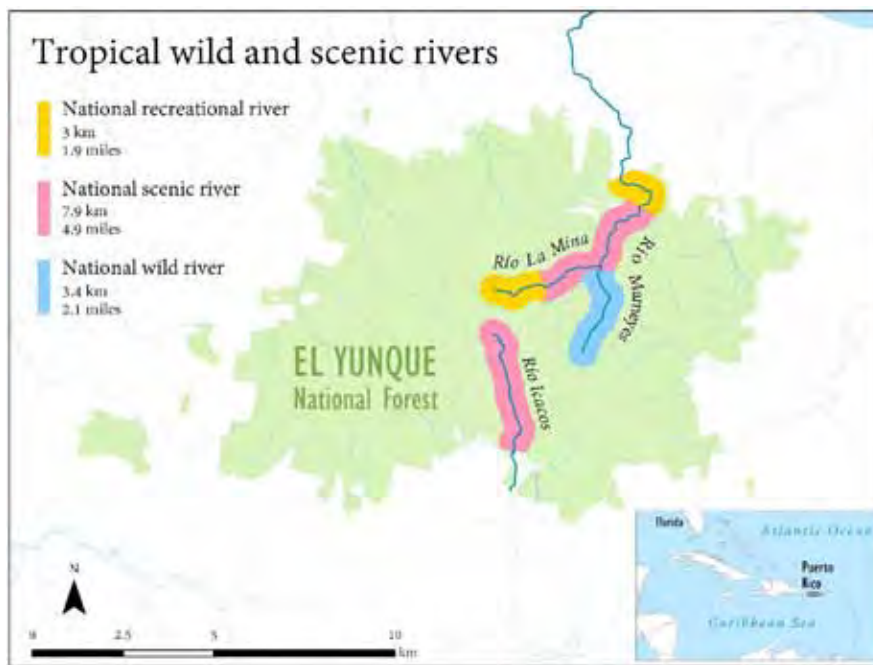 Tropical wild and scenic rivers
National recreational river
3 km
1.9 miles
National scenic river
7.9 km
4.9 miles
National wild river
3.4 km
2.1 miles
Río La Mina
Río Mameyes
Río Icacos
EL YUNQUE
National Forest
Florida
Atlantic Ocean
Puerto
Rico
Caribbean Sea
N
0 2.5 5 10
km